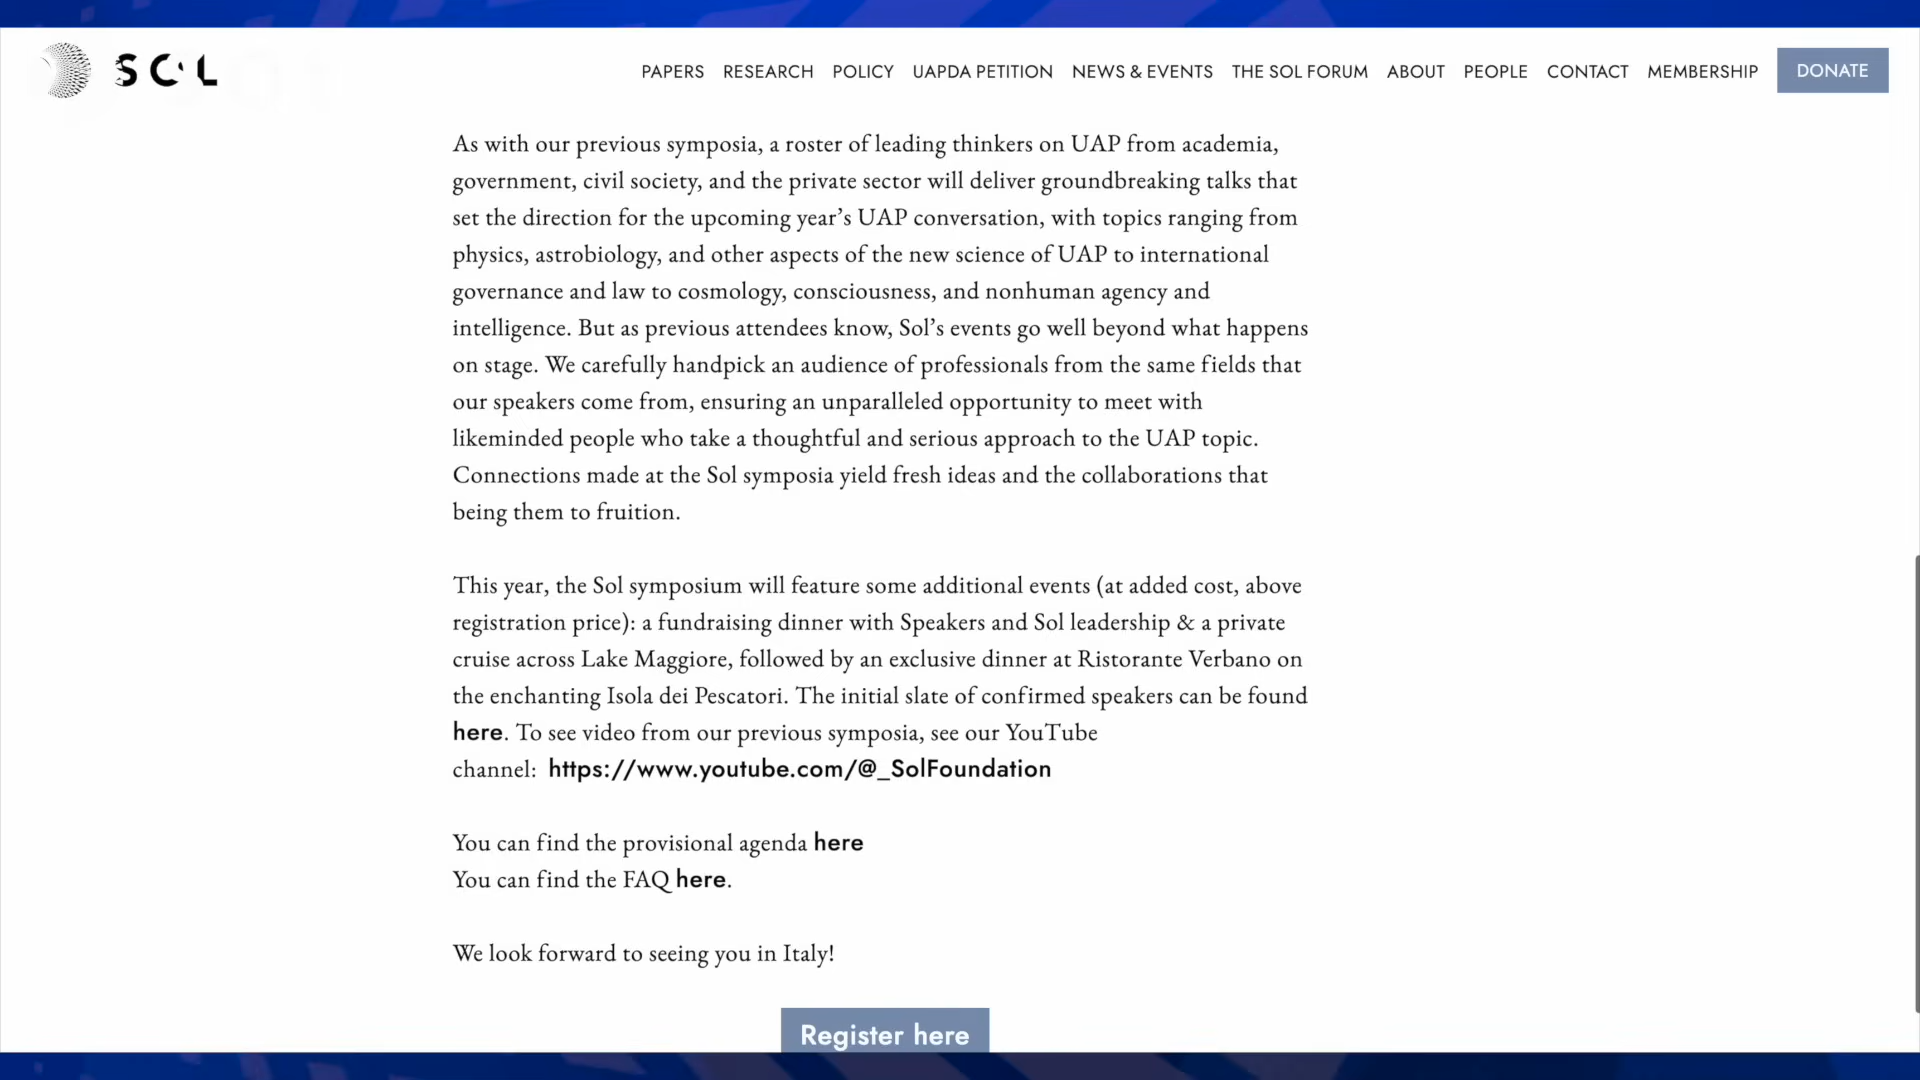 SOL
PAPERS RESEARCH POLICY UAPDA PETITION NEWS & EVENTS THE SOL FORUM ABOUT PEOPLE CONTACT MEMBERSHIP DONATE
As with our previous symposia, a roster of leading thinkers on UAP from academia,
government, civil society, and the private sector will deliver groundbreaking talks that
set the direction for the upcoming year’s UAP conversation, with topics ranging from
physics, astrobiology, and other aspects of the new science of UAP to international
governance and law to cosmology, consciousness, and nonhuman agency and
intelligence. But as previous attendees know, Sol’s events go well beyond what happens
on stage. We carefully handpick an audience of professionals from the same fields that
our speakers come from, ensuring an unparalleled opportunity to meet with
likeminded people who take a thoughtful and serious approach to the UAP topic.
Connections made at the Sol symposia yield fresh ideas and the collaborations that
being them to fruition.
This year, the Sol symposium will feature some additional events (at added cost, above
registration price): a fundraising dinner with Speakers and Sol leadership & a private
cruise across Lake Maggiore, followed by an exclusive dinner at Ristorante Verbano on
the enchanting Isola dei Pescatori. The initial slate of confirmed speakers can be found
here. To see video from our previous symposia, see our YouTube
channel: https://www.youtube.com/@_SolFoundation
You can find the provisional agenda here
You can find the FAQ here.
We look forward to seeing you in Italy!
Register here